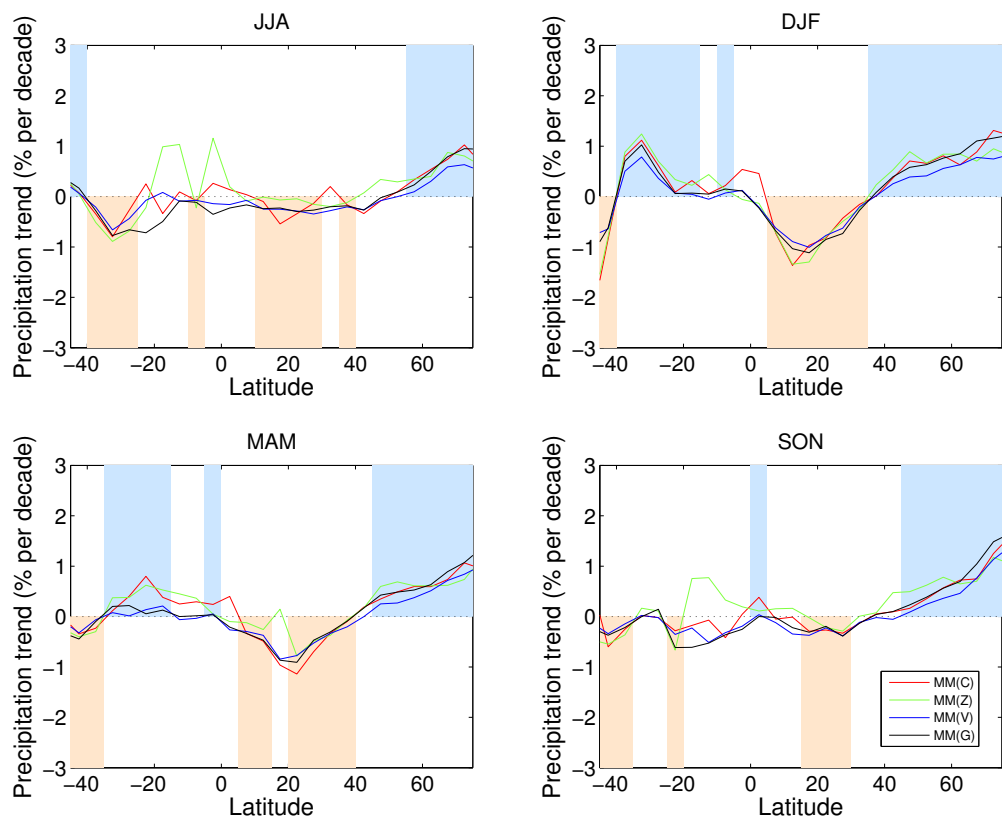 JJA
DJF
Precipitation trend (% per decade)
3
2
1
0
−1
−2
−3
−40 −20 0 20 40 60
Latitude
Precipitation trend (% per decade)
3
2
1
0
−1
−2
−3
−40 −20 0 20 40 60
Latitude
MAM
SON
Precipitation trend (% per decade)
3
2
1
0
−1
−2
−3
−40 −20 0 20 40 60
Latitude
Precipitation trend (% per decade)
3
2
1
0
−1
−2
−3
−40 −20 0 20 40 60
Latitude
MM(C)
MM(Z)
MM(V)
MM(G)